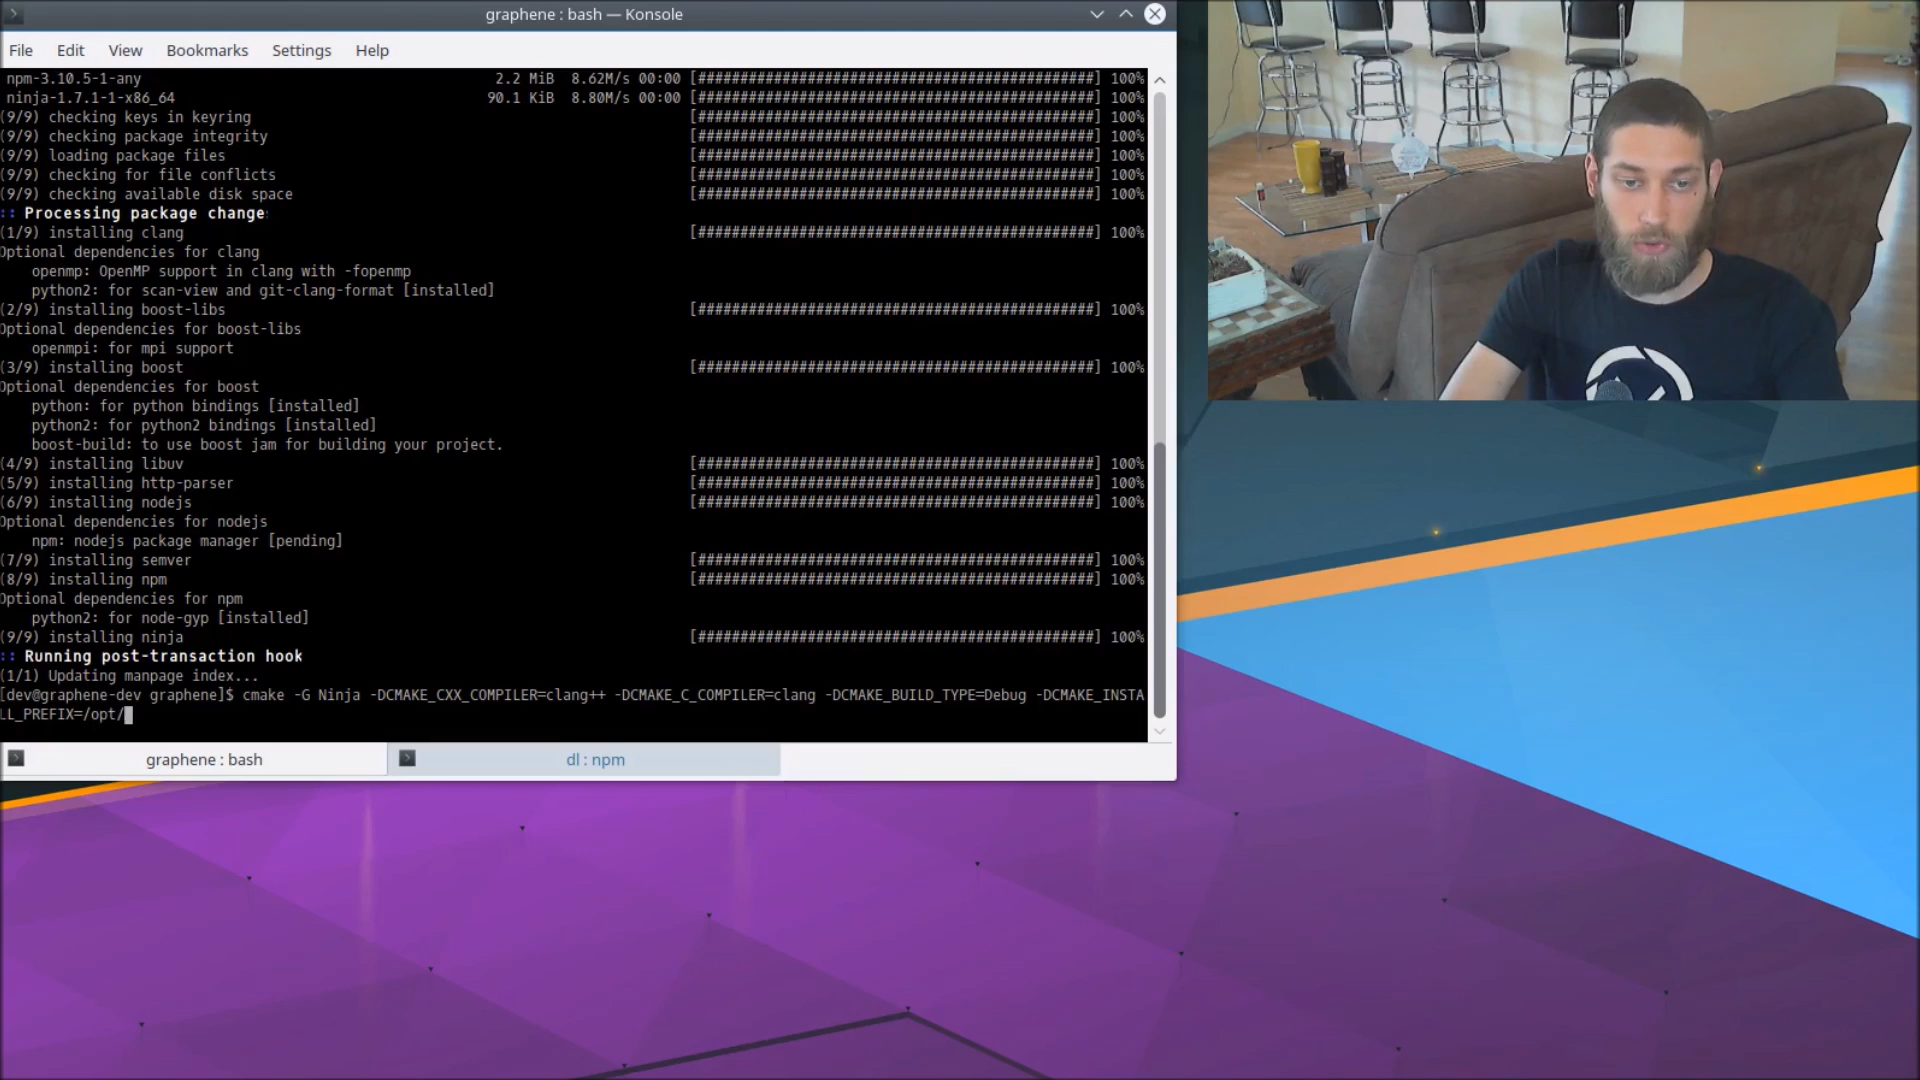 graphene : bash — Konsole
File Edit View Bookmarks Settings Help
npm-3.10.5-1-any 2.2 MiB 8.62M/s 00:00 [###############################################] 100%
ninja-1.7.1-1-x86_64 90.1 KiB 8.80M/s 00:00 [###############################################] 100%
(9/9) checking keys in keyring [###############################################] 100%
(9/9) checking package integrity [###############################################] 100%
(9/9) loading package files [###############################################] 100%
(9/9) checking for file conflicts [###############################################] 100%
(9/9) checking available disk space [###############################################] 100%
:: Processing package change
(1/9) installing clang [###############################################] 100%
Optional dependencies for clang
openmp: OpenMP support in clang with -fopenmp
python2: for scan-view and git-clang-format [installed]
(2/9) installing boost-libs [###############################################] 100%
Optional dependencies for boost-libs
openmpi: for mpi support
(3/9) installing boost [###############################################] 100%
Optional dependencies for boost
python: for python bindings [installed]
python2: for python2 bindings [installed]
boost-build: to use boost jam for building your project.
(4/9) installing libuv [###############################################] 100%
(5/9) installing http-parser [###############################################] 100%
(6/9) installing nodejs [###############################################] 100%
Optional dependencies for nodejs
npm: nodejs package manager [pending]
(7/9) installing semver [###############################################] 100%
(8/9) installing npm [###############################################] 100%
Optional dependencies for npm
python2: for node-gyp [installed]
(9/9) installing ninja [###############################################] 100%
:: Running post-transaction hook
(1/1) Updating manpage index...
[dev@graphene-dev graphene]$ cmake -G Ninja -DCMAKE_CXX_COMPILER=clang++ -DCMAKE_C_COMPILER=clang -DCMAKE_BUILD_TYPE=Debug -DCMAKE_INSTA
LL_PREFIX=/opt/
graphene : bash
dl : npm